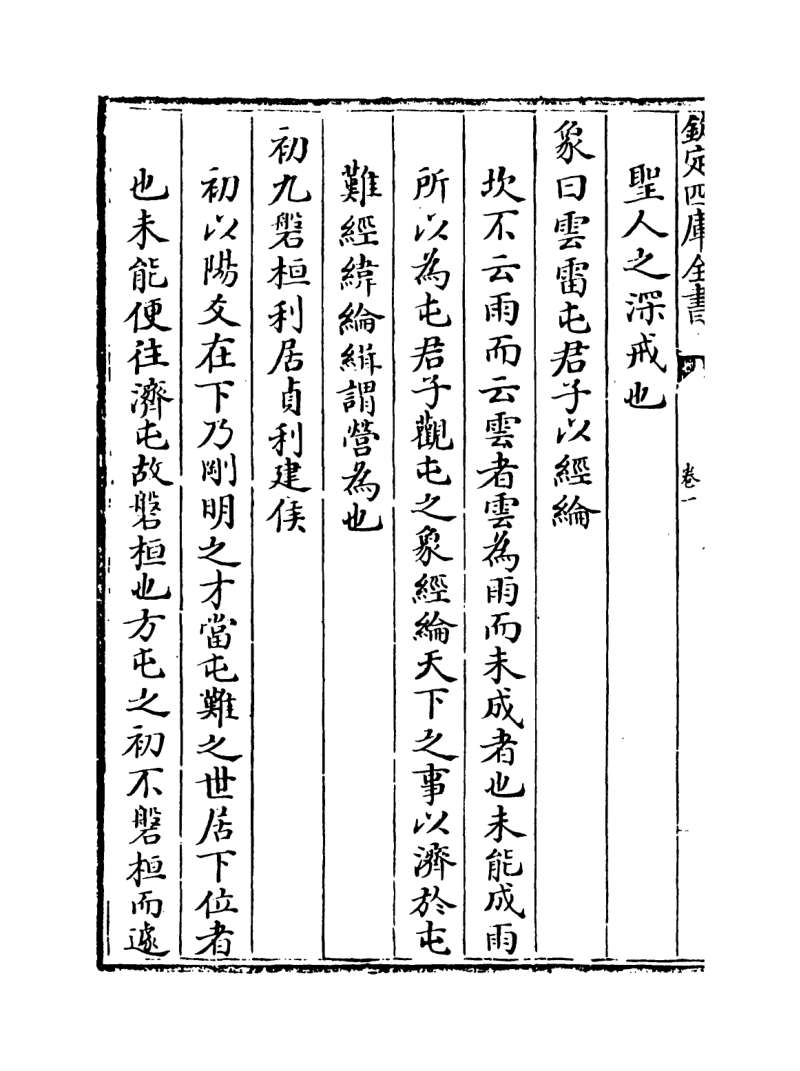 欽定四庫全書
卷一
聖人之深戒也
象曰雲雷屯君子以經綸
坎不云雨而云雲者雲為雨而未成者也未能成雨
所以為屯君子觀屯之象經綸天下之事以濟於屯
難經緯綸緝謂營為也
初九磐桓利居貞利建侯
初以陽爻在下乃剛明之才當屯難之世居下位者
也未能便往濟屯故磐桓也方屯之初不磐桓而遽